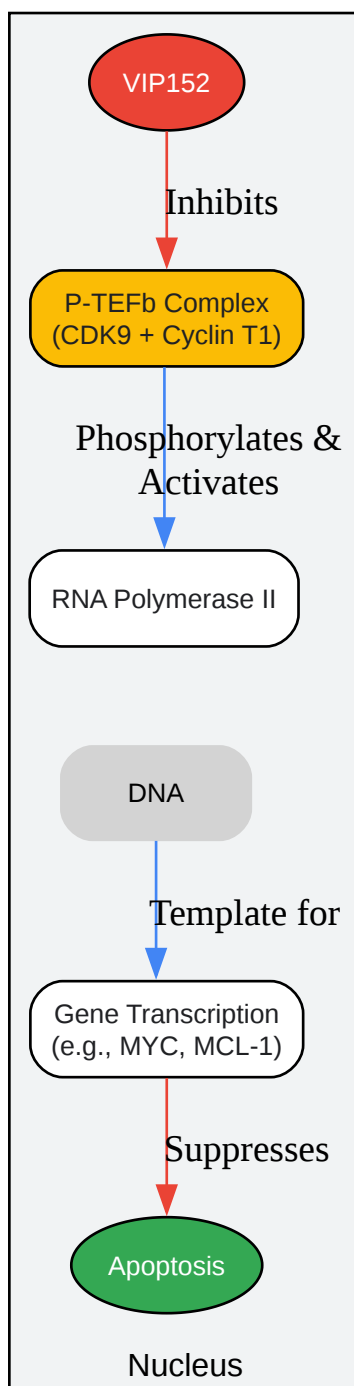 VIP152
Inhibits
P-TEFb Complex
(CDK9 + Cyclin T1)
Phosphorylates &
Activates
RNA Polymerase II
DNA
Template for
Gene Transcription
(e.g., MYC, MCL-1)
Suppresses
Apoptosis
Nucleus